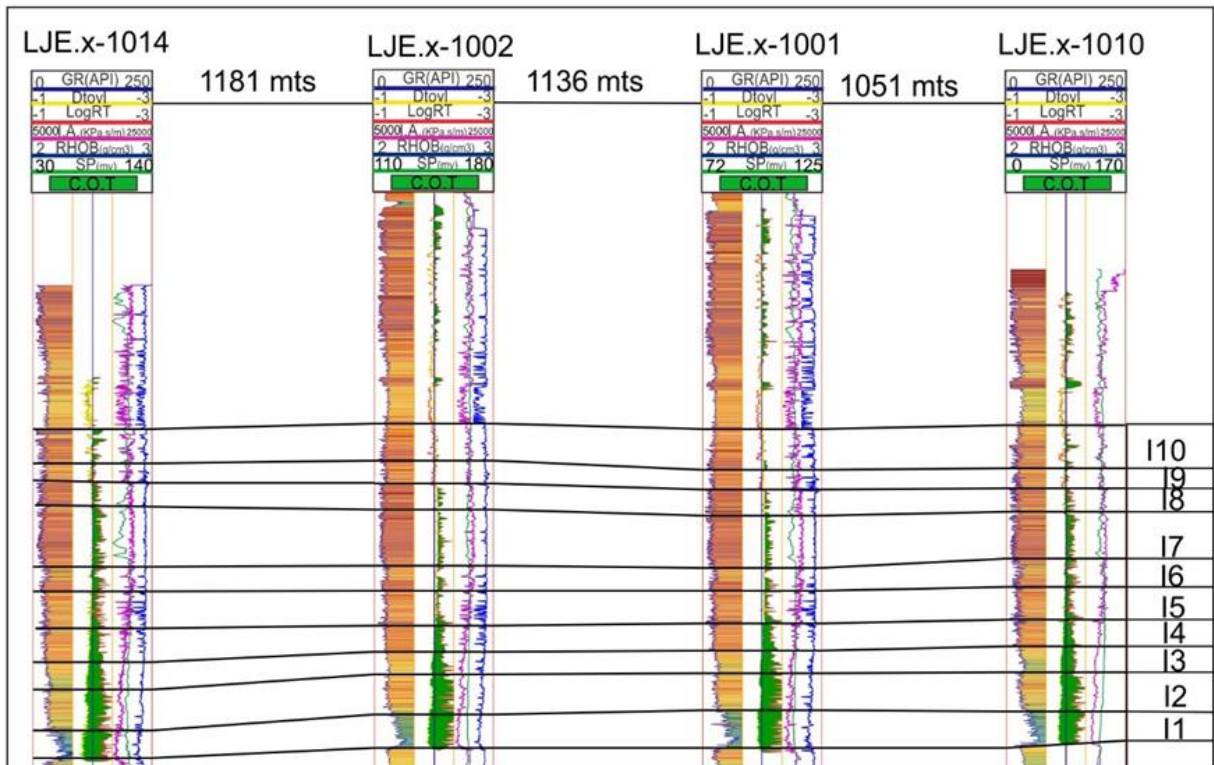 LJE.x-1014
LJE.x-1002
LJE.x-1001
LJE.x-1010
1181 mts
1136 mts
1051 mts
0 GR(API) 250
-1 Dtovl -3
-1 LogRT -3
5000 I.A.(KPa.s/m) 25000
2 RHOB(g/cm3) 3
30 SP(mv) 140
C.O.T
0 GR(API) 250
-1 Dtovl -3
-1 LogRT -3
5000 I.A.(KPa.s/m) 25000
2 RHOB(g/cm3) 3
110 SP(mv) 180
C.O.T
0 GR(API) 250
-1 Dtovl -3
-1 LogRT -3
5000 I.A.(KPa.s/m) 25000
2 RHOB(g/cm3) 3
72 SP(mv) 125
C.O.T
0 GR(API) 250
-1 Dtovl -3
-1 LogRT -3
5000 I.A.(KPa.s/m) 25000
2 RHOB(g/cm3) 3
0 SP(mv) 170
C.O.T
I10
I9
I8
I7
I6
I5
I4
I3
I2
I1